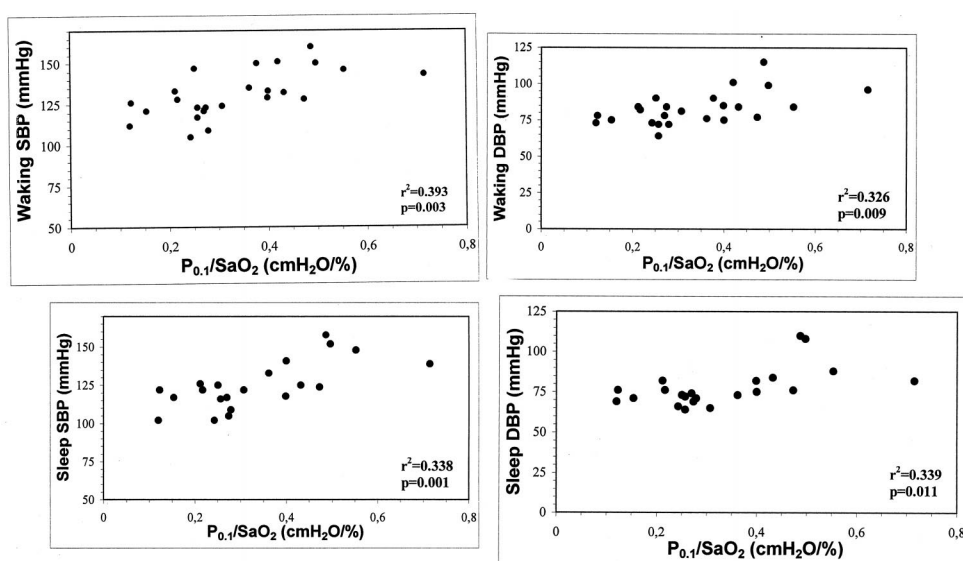 Waking SBP (mmHg)
150
125
100
75
50
0
0,2
0,4
0,6
0,8
r²=0.393
p=0.003
P₀.₁/SaO₂ (cmH₂O/%)
Waking DBP (mmHg)
125
100
75
50
25
0
0
0,2
0,4
0,6
0,8
r²=0.326
p=0.009
P₀.₁/SaO₂ (cmH₂O/%)
Sleep SBP (mmHg)
150
125
100
75
50
0
0,2
0,4
0,6
0,8
r²=0.338
p=0.001
P₀.₁/SaO₂ (cmH₂O/%)
Sleep DBP (mmHg)
125
100
75
50
25
0
0
0,2
0,4
0,6
0,8
r²=0.339
p=0.011
P₀.₁/SaO₂ (cmH₂O/%)